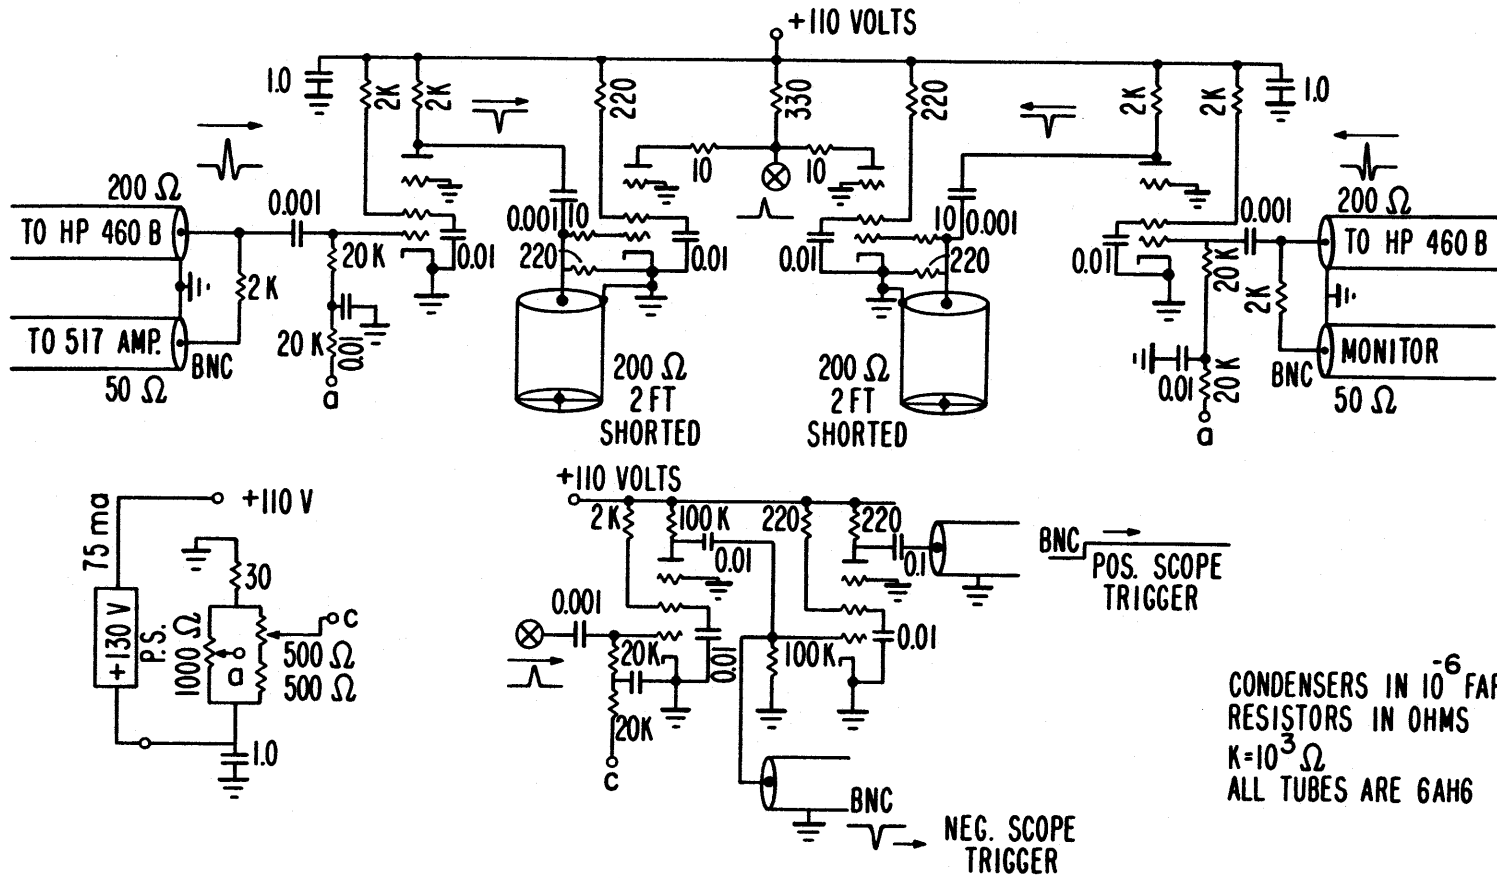 +110 VOLTS
1.0
2K
2K
220
330
220
2K
2K
1.0
10
10
200 Ω
0.001
TO HP 460 B
20K
0.01
2K
20K
0.01
a
TO 517 AMP.
BNC
50 Ω
0.001
10
220
0.01
200 Ω
2 FT
SHORTED
0.01
10
0.001
220
200 Ω
2 FT
SHORTED
0.01
0.001
20K
2K
0.01
20K
a
200 Ω
TO HP 460 B
MONITOR
BNC
50 Ω
75 ma
+110 V
30
+130 V
P.S.
1000 Ω
a
c
500 Ω
500 Ω
1.0
+110 VOLTS
2K
100K
0.01
220
220
0.1
BNC
POS. SCOPE
TRIGGER
0.001
20K
0.01
20K
c
100K
0.01
BNC
NEG. SCOPE
TRIGGER
CONDENSERS IN 10⁻⁶ FAR
RESISTORS IN OHMS
K=10³ Ω
ALL TUBES ARE 6AH6